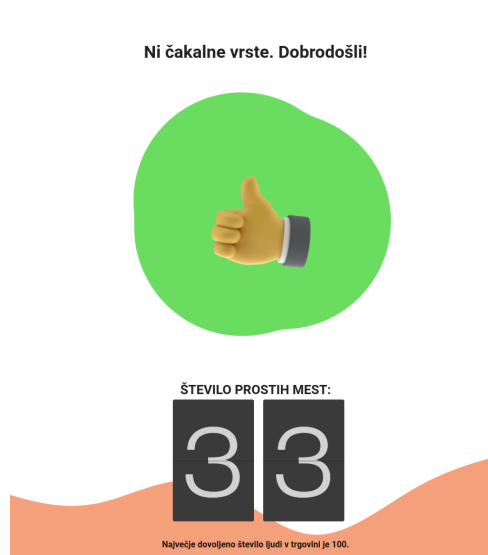 Ni čakalne vrste. Dobrodošli!
ŠTEVILO PROSTIH MEST:
33
Največje dovoljeno število ljudi v trgovini je 100.